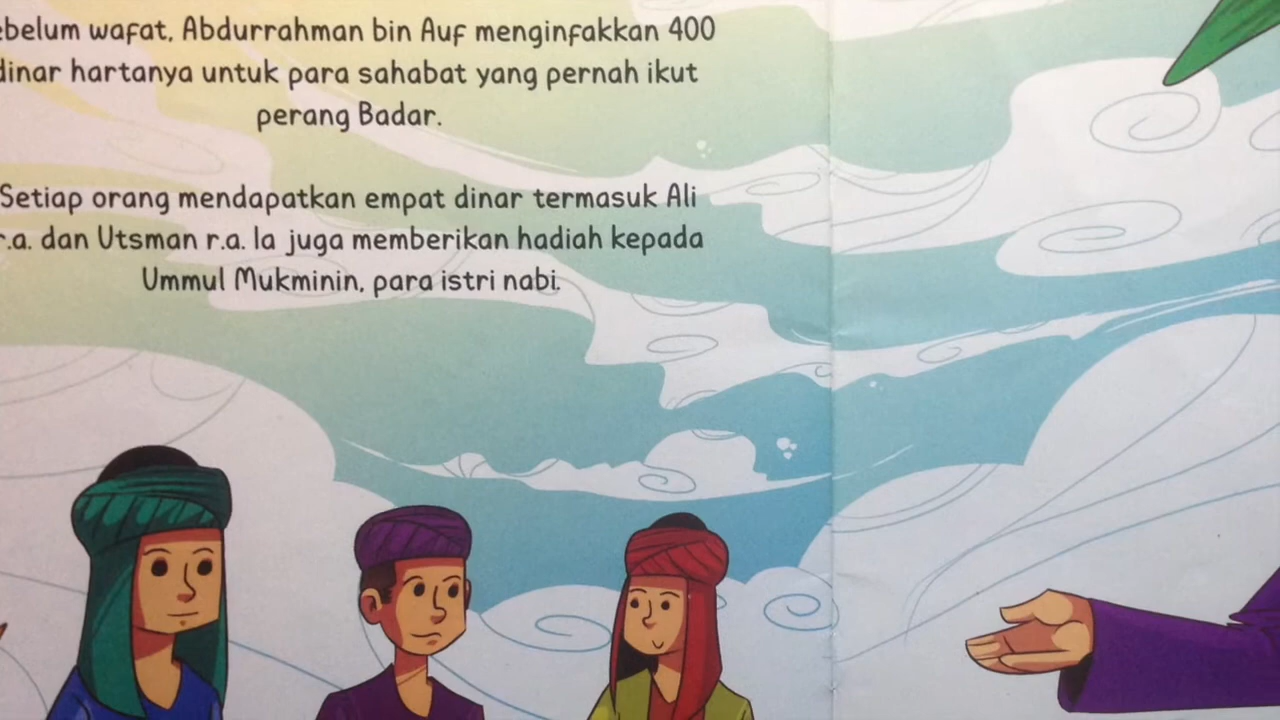 ebelum wafat, Abdurrahman bin Auf menginfakkan 400
dinar hartanya untuk para sahabat yang pernah ikut
perang Badar.
Setiap orang mendapatkan empat dinar termasuk Ali
r.a. dan Utsman r.a. Ia juga memberikan hadiah kepada
Ummul Mukminin, para istri nabi.